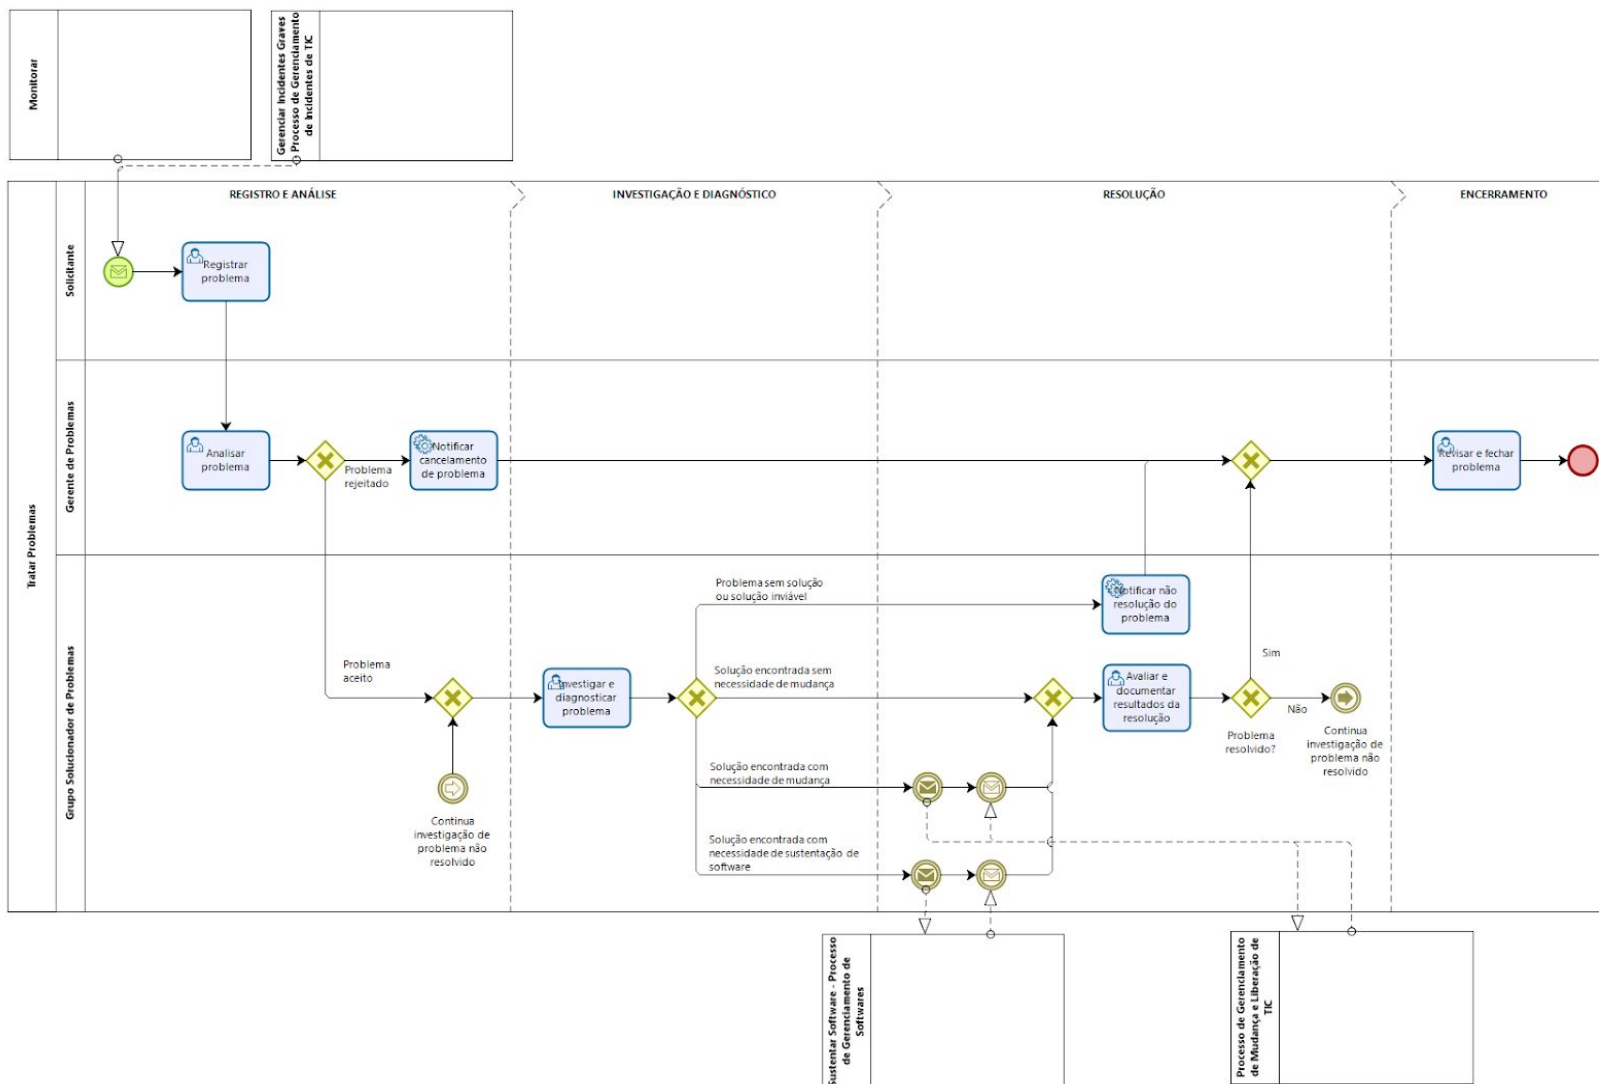 Monitorar
Gerenciar Incidentes Graves
Processo de Gerenciamento
de Incidentes de TIC
REGISTRO E ANÁLISE
INVESTIGAÇÃO E DIAGNÓSTICO
RESOLUÇÃO
ENCERRAMENTO
Tratar Problemas
Solicitante
Registrar
problema
Gerente de Problemas
Analisar
problema
Problema
rejeitado
Notificar
cancelamento
de problema
Revisar e fechar
problema
Grupo Solucionador de Problemas
Problema
aceito
Continua
investigação de
problema não
resolvido
Investigar e
diagnosticar
problema
Problema sem solução
ou solução inviável
Notificar não
resolução do
problema
Solução encontrada sem
necessidade de mudança
Avaliar e
documentar
resultados da
resolução
Sim
Não
Problema
resolvido?
Continua
investigação de
problema não
resolvido
Solução encontrada com
necessidade de mudança
Solução encontrada com
necessidade de sustentação de
software
Sustentar Software - Processo
de Gerenciamento de
Softwares
Processo de Gerenciamento
de Mudança e Liberação de
TIC